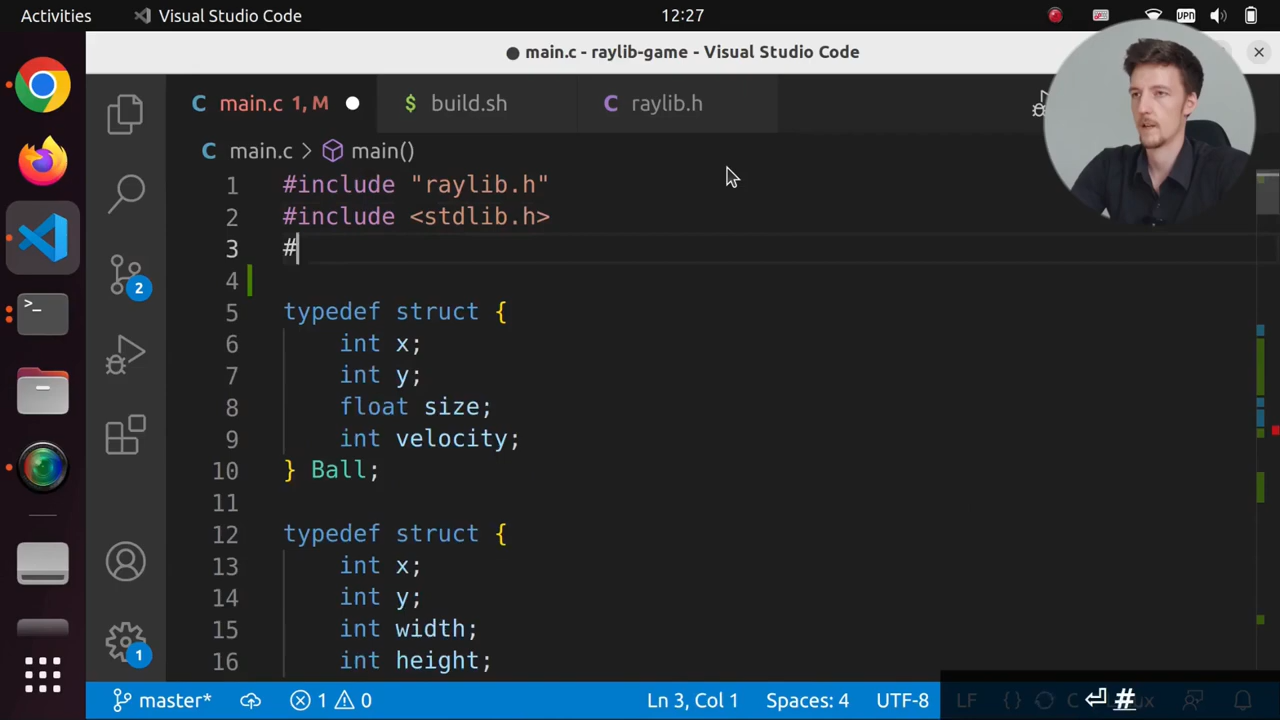 Activities
Visual Studio Code
12:27
VPN
● main.c - raylib-game - Visual Studio Code
main.c 1, M
build.sh
raylib.h
main.c > main()
1 #include "raylib.h"
2 #include <stdlib.h>
3 #
4
5 typedef struct {
6 int x;
7 int y;
8 float size;
9 int velocity;
10 } Ball;
11
12 typedef struct {
13 int x;
14 int y;
15 int width;
16 int height;
2
1
master*
1
0
Ln 3, Col 1
Spaces: 4
UTF-8
LF
⏎ #